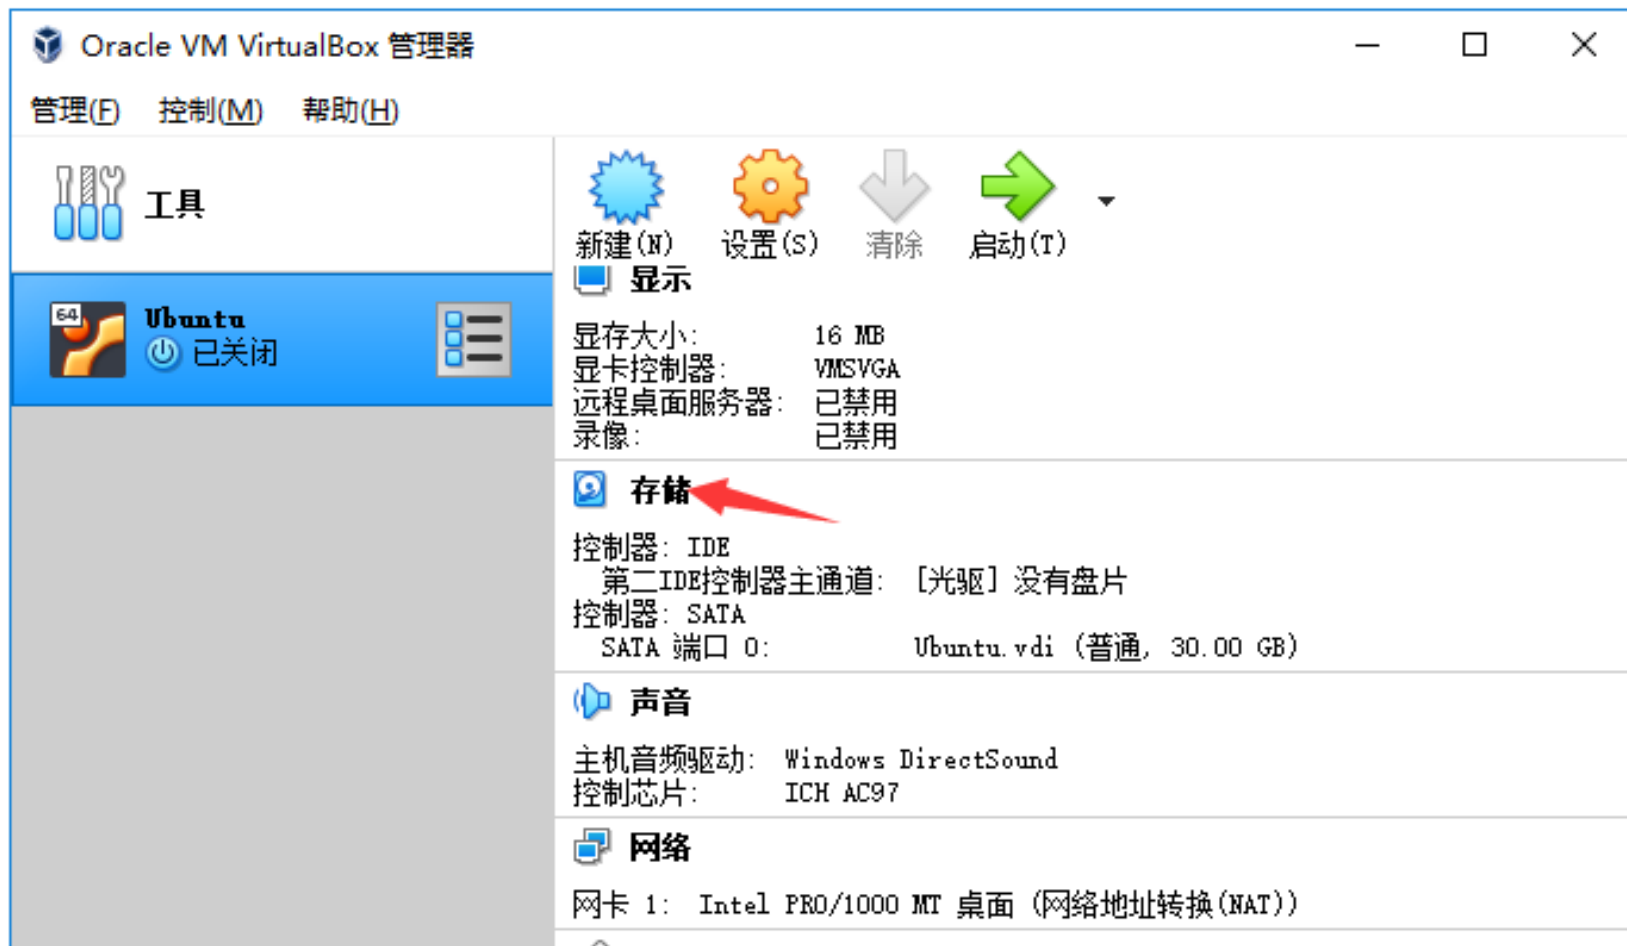 Oracle VM VirtualBox 管理器
管理(F) 控制(M) 帮助(H)
工具
新建(N) 设置(S) 清除 启动(T)
64
Ubuntu
已关闭
显示
显存大小: 16 MB
显卡控制器: VMSVGA
远程桌面服务器: 已禁用
录像: 已禁用
存储
控制器: IDE
第二IDE控制器主通道: [光驱] 没有盘片
控制器: SATA
SATA 端口 0: Ubuntu.vdi (普通, 30.00 GB)
声音
主机音频驱动: Windows DirectSound
控制芯片: ICH AC97
网络
网卡 1: Intel PRO/1000 MT 桌面 (网络地址转换(NAT))